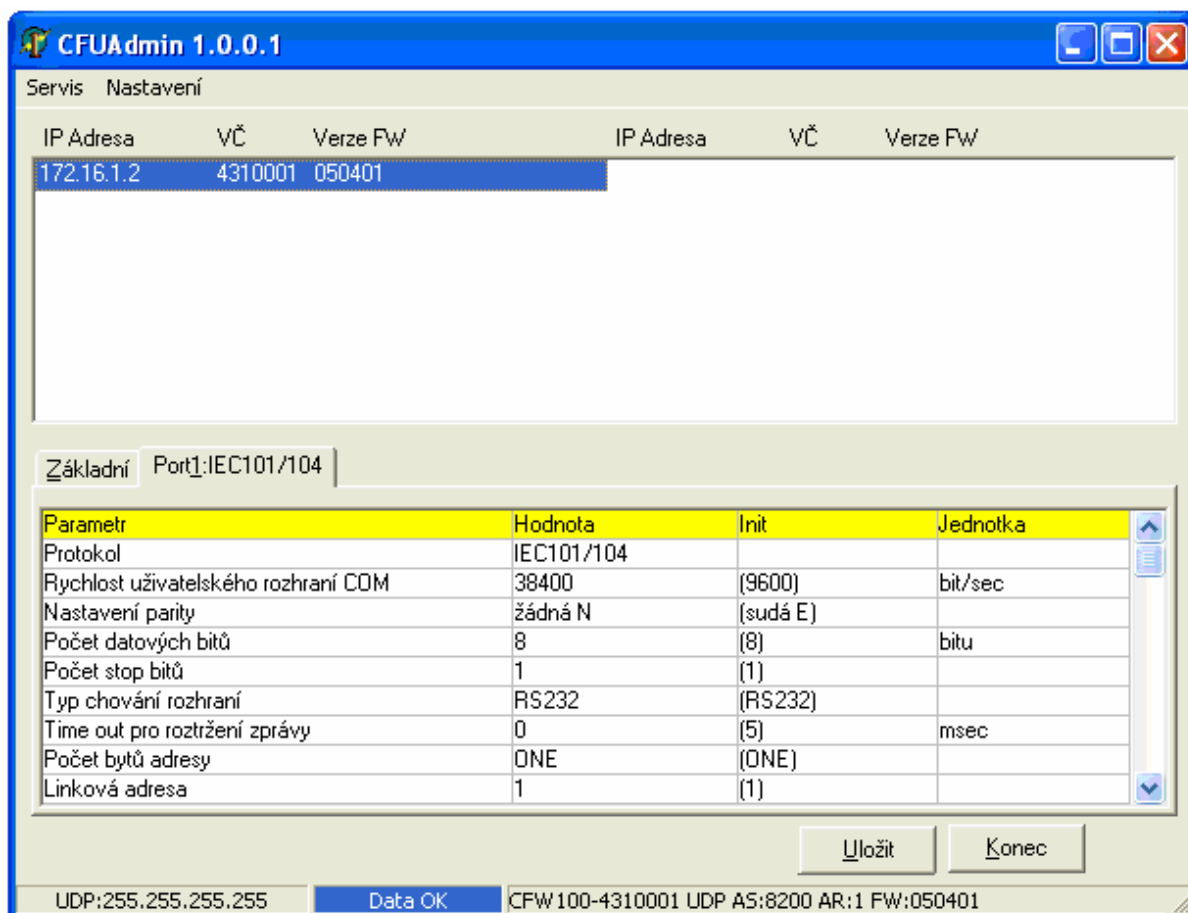 CFUAdmin 1.0.0.1
Servis Nastavení
IP Adresa VČ Verze FW IP Adresa VČ Verze FW
172.16.1.2 4310001 050401
Základní Port1:IEC101/104
Parametr Hodnota Init Jednotka
Protokol IEC101/104
Rychlost uživatelského rozhraní COM 38400 (9600) bit/sec
Nastavení parity žádná N (sudá E)
Počet datových bitů 8 (8) bitu
Počet stop bitů 1 (1)
Typ chování rozhraní RS232 (RS232)
Time out pro roztržení zprávy 0 (5) msec
Počet bytů adresy ONE (ONE)
Linková adresa 1 (1)
Uložit Konec
UDP:255.255.255.255 Data OK CFW100-4310001 UDP AS:8200 AR:1 FW:050401